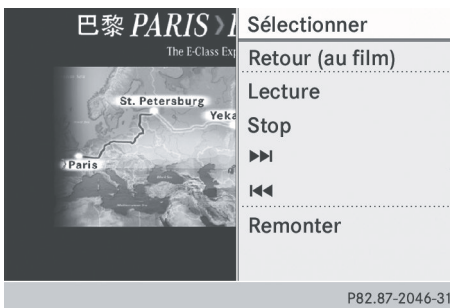 巴黎 PARIS
The E-Class Exp
St. Petersburg
Yeka
Paris
Sélectionner
Retour (au film)
Lecture
Stop
Remonter
P82.87-2046-31